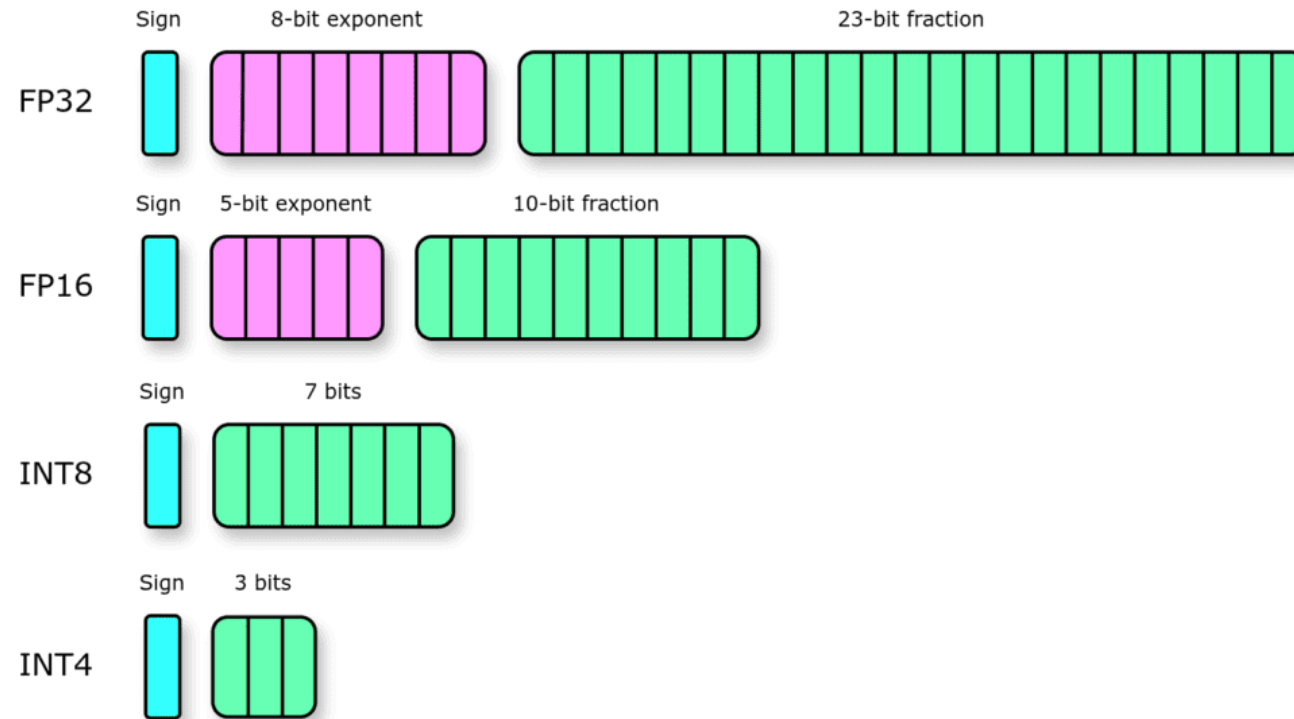 Sign 8-bit exponent 23-bit fraction
FP32
Sign 5-bit exponent 10-bit fraction
FP16
Sign 7 bits
INT8
Sign 3 bits
INT4